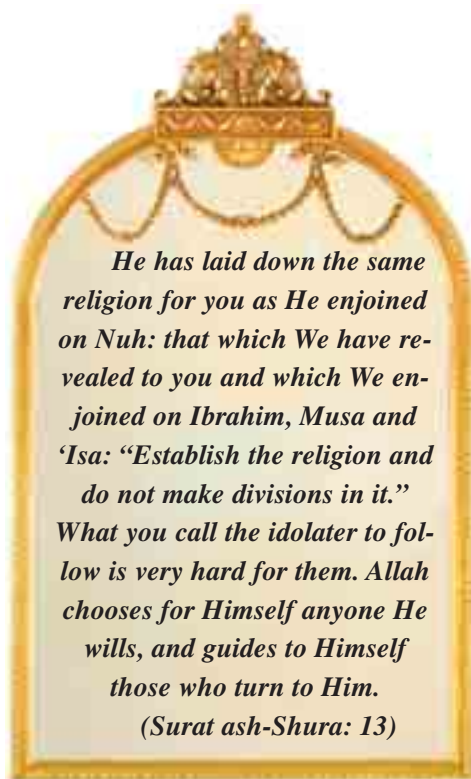 He has laid down the same
religion for you as He enjoined
on Nuh: that which We have re-
vealed to you and which We en-
joined on Ibrahim, Musa and
‘Isa: “Establish the religion and
do not make divisions in it.”
What you call the idolater to fol-
low is very hard for them. Allah
chooses for Himself anyone He
wills, and guides to Himself
those who turn to Him.
(Surat ash-Shura: 13)